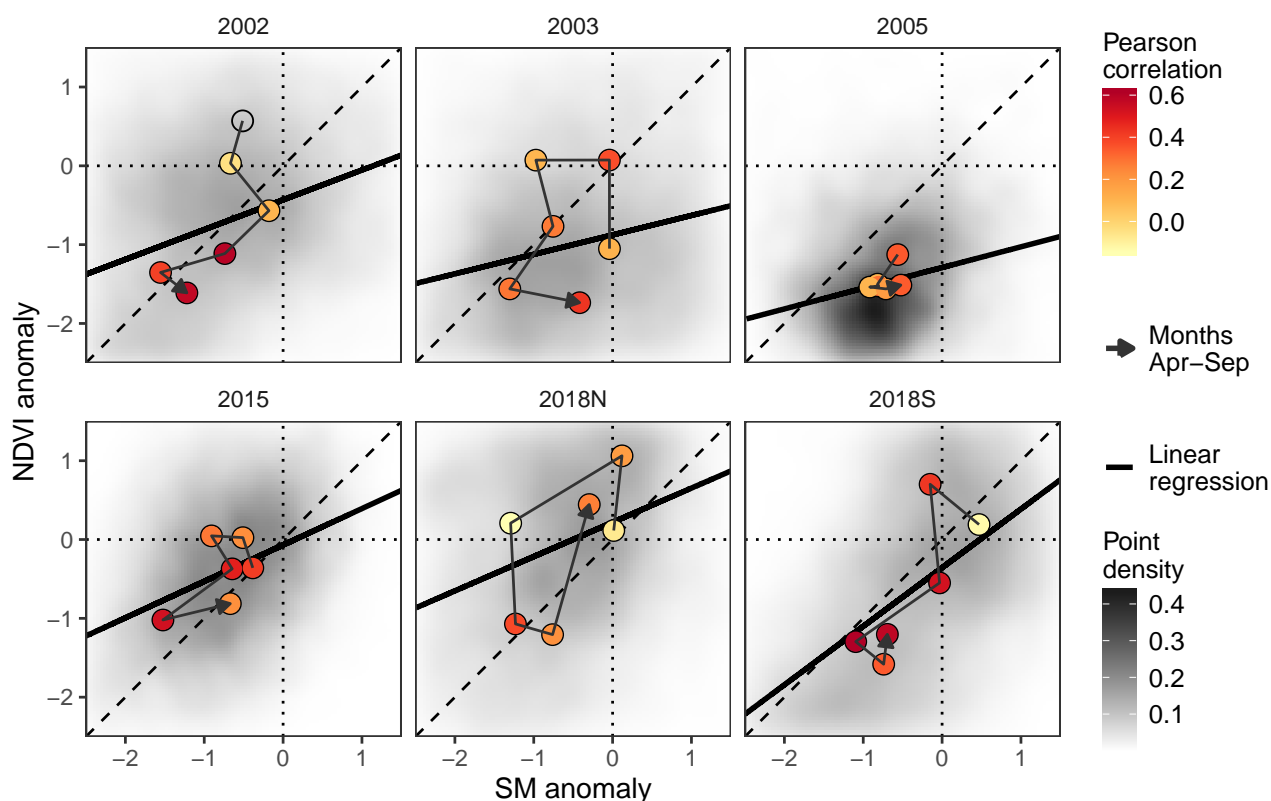 2002 2003 2005
1
0
−1
−2
2015 2018N 2018S
1
0
−1
−2
−2 −1 0 1 −2 −1 0 1 −2 −1 0 1
SM anomaly
NDVI anomaly
Pearson
correlation
0.6
0.4
0.2
0.0
Months
Apr−Sep
Linear
regression
Point
density
0.4
0.3
0.2
0.1